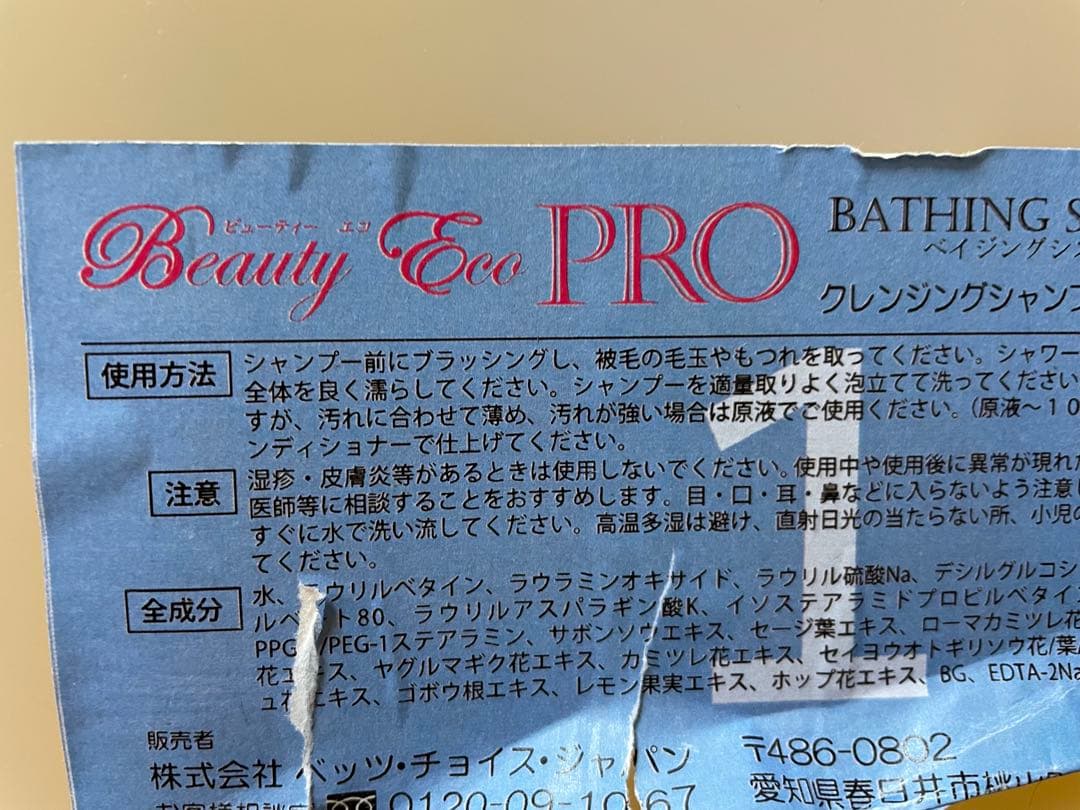 ビューティー エコ
Beauty Eco PRO
BATHING S
ベイジングシス
クレンジングシャンプ
使用方法
シャンプー前にブラッシングし、被毛の毛玉やもつれを取ってください。シャワー
全体を良く濡らしてください。シャンプーを適量取りよく泡立てて洗ってください
すが、汚れに合わせて薄め、汚れが強い場合は原液でご使用ください。(原液～10
ンディショナーで仕上げてください。
注意
湿疹・皮膚炎等があるときは使用しないでください。使用中や使用後に異常が現れた
医師等に相談することをおすすめします。目・口・耳・鼻などに入らないよう注意し
すぐに水で洗い流してください。高温多湿は避け、直射日光の当たらない所、小児の
てください。
1
全成分
水、ラウリルベタイン、ラウラミンオキサイド、ラウリル硫酸Na、デシルグルコシ
ルベート80、ラウリルアスパラギン酸K、イソステアラミドプロピルベタイン
PPG /PEG-1ステアラミン、サボンソウエキス、セージ葉エキス、ローマカミツレ花
花エキス、ヤグルマギク花エキス、カミツレ花エキス、セイヨウオトギリソウ花/葉/
ュ花エキス、ゴボウ根エキス、レモン果実エキス、ホップ花エキス、BG、EDTA-2Na
販売者
株式会社 ペッツ・チョイス・ジャパン
〒486-0802
愛知県春日井市桃山
お客様相談
0120-09-10-67